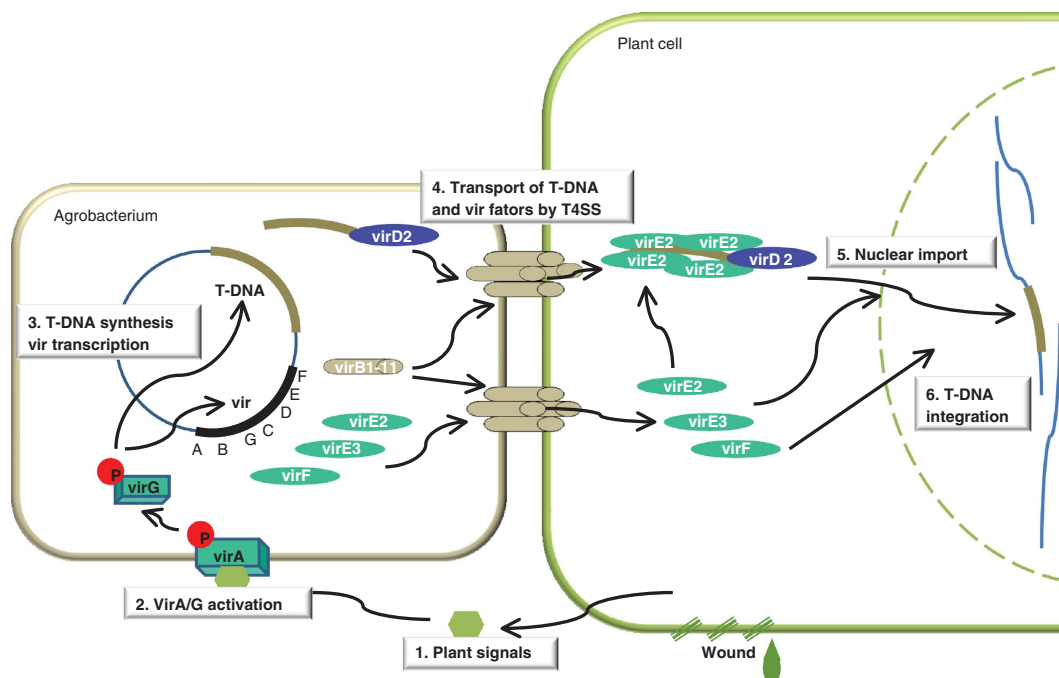 Plant cell
Agrobacterium
4. Transport of T-DNA
and vir fators by T4SS
virD2
virE2 virE2
virE2
virE2
virD 2
5. Nuclear import
T-DNA
3. T-DNA synthesis
vir transcription
virB1-11
vir
F
E
D
C
G
B
A
virE2
virE3
virF
virE2
virE3
virF
6. T-DNA
integration
P
virG
P
virA
2. VirA/G activation
1. Plant signals
Wound